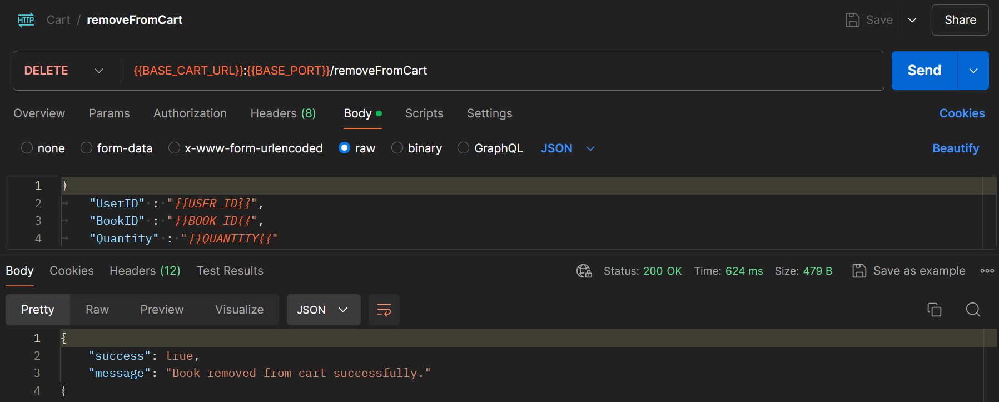 HTTP Cart / removeFromCart Save Share
DELETE {{BASE_CART_URL}}:{{BASE_PORT}}/removeFromCart Send
Overview Params Authorization Headers (8) Body Scripts Settings Cookies
none form-data x-www-form-urlencoded raw binary GraphQL JSON Beautify
1 {
2 "UserID" : "{{USER_ID}}",
3 "BookID" : "{{BOOK_ID}}",
4 "Quantity" : "{{QUANTITY}}"
Body Cookies Headers (12) Test Results Status: 200 OK Time: 624 ms Size: 479 B Save as example
Pretty Raw Preview Visualize JSON
1 {
2 "success": true,
3 "message": "Book removed from cart successfully."
4 }